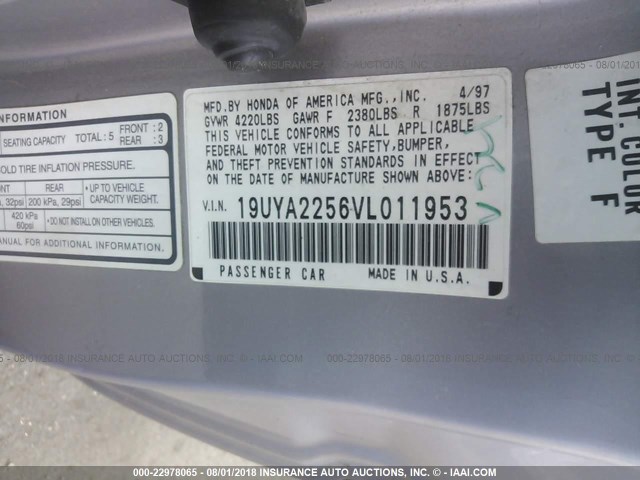 INFORMATION
SEATING CAPACITY TOTAL : 5 FRONT : 2 REAR : 3
OLD TIRE INFLATION PRESSURE.
REAR
32psi 200 kPa, 29psi
• UP TO VEHICLE CAPACITY WEIGHT.
420 kPa 60psi
• DO NOT INSTALL ON OTHER VEHICLES.
MANUAL FOR ADDITIONAL INFORMATION.
MFD.BY HONDA OF AMERICA MFG.,INC. 4/97
GVWR 4220LBS GAWR F 2380LBS R 1875LBS
THIS VEHICLE CONFORMS TO ALL APPLICABLE
FEDERAL MOTOR VEHICLE SAFETY,BUMPER,
AND THEFT PREVENTION STANDARDS IN EFFECT
ON THE DATE OF MANUFACTURE SHOWN ABOVE:
V.I.N. 19UYA2256VL011953
PASSENGER CAR MADE IN U.S.A.
INT.COLOR
TYPE F
000-22978065 - 08/01/2018 - INSURANCE AUTO AUCTIONS, INC. - © IAAI.COM